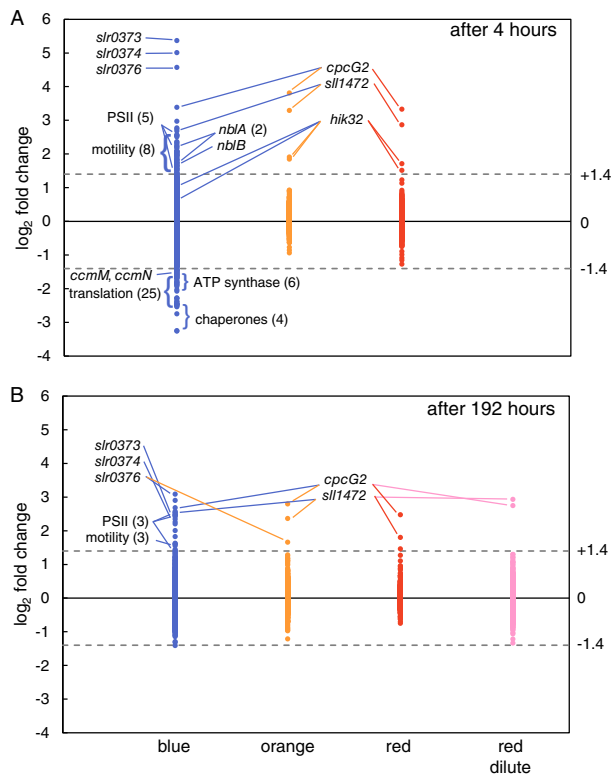 A
after 4 hours
6
5
4
3
2
1
0
-1
-2
-3
-4
log2 fold change
slr0373
slr0374
slr0376
PSII (5)
motility (8)
nblA (2)
nblB
cpcG2
sll1472
hik32
+1.4
0
-1.4
ccmM, ccmN
translation (25)
ATP synthase (6)
chaperones (4)
B
after 192 hours
6
5
4
3
2
1
0
-1
-2
-3
-4
log2 fold change
slr0373
slr0374
slr0376
PSII (3)
motility (3)
cpcG2
sll1472
+1.4
0
-1.4
blue
orange
red
red
dilute